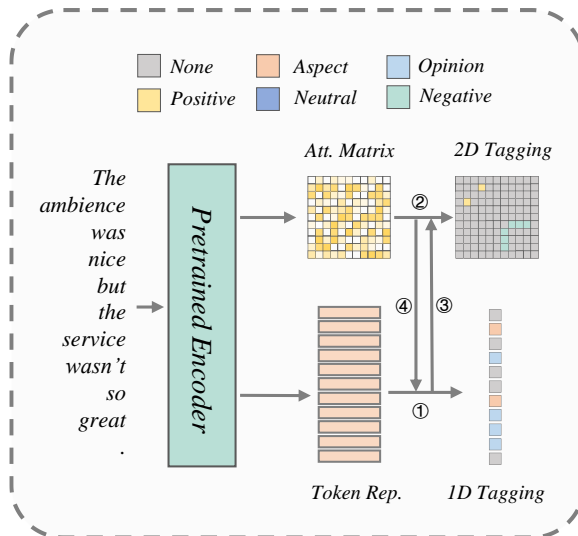 None
Aspect
Opinion
Positive
Neutral
Negative
The
ambience
was
nice
but
the
service
wasn't
so
great
.
Pretrained Encoder
Att. Matrix
2D Tagging
②
④
③
①
Token Rep.
1D Tagging